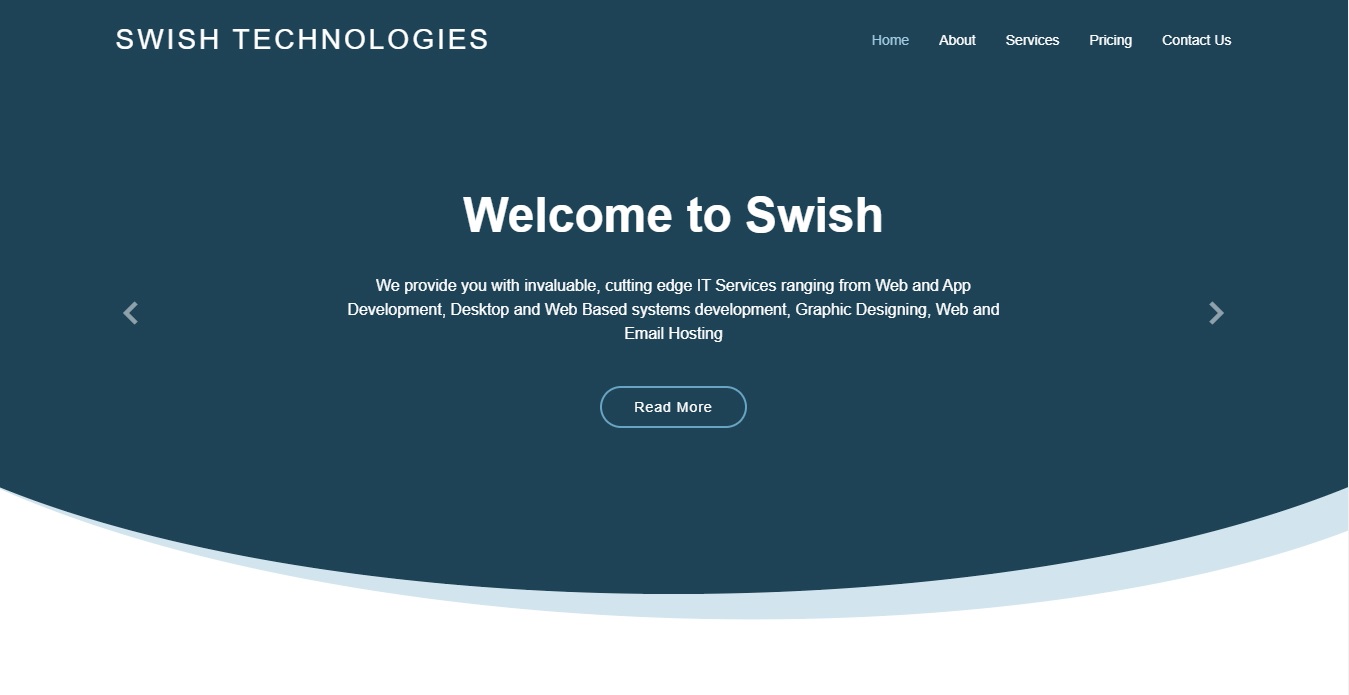 SWISH TECHNOLOGIES
Home About Services Pricing Contact Us
Welcome to Swish
We provide you with invaluable, cutting edge IT Services ranging from Web and App
Development, Desktop and Web Based systems development, Graphic Designing, Web and
Email Hosting
Read More